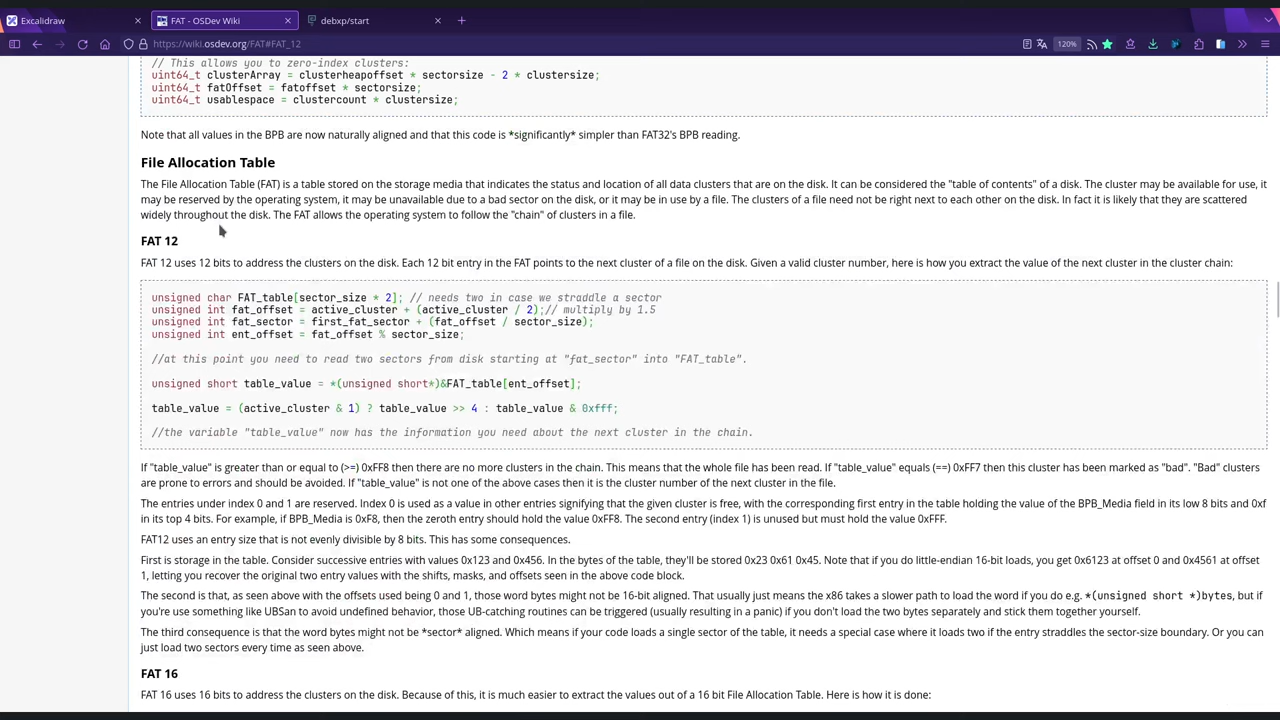 Excalidraw
FAT - OSDev Wiki
debxp/start
https://wiki.osdev.org/FAT#FAT_12
120%
// This allows you to zero-index clusters:
uint64_t clusterArray = clusterheapoffset * sectorsize - 2 * clustersize;
uint64_t fatOffset = fatoffset * sectorsize;
uint64_t usablespace = clustercount * clustersize;
Note that all values in the BPB are now naturally aligned and that this code is *significantly* simpler than FAT32's BPB reading.
File Allocation Table
The File Allocation Table (FAT) is a table stored on the storage media that indicates the status and location of all data clusters that are on the disk. It can be considered the "table of contents" of a disk. The cluster may be available for use, it
may be reserved by the operating system, it may be unavailable due to a bad sector on the disk, or it may be in use by a file. The clusters of a file need not be right next to each other on the disk. In fact it is likely that they are scattered
widely throughout the disk. The FAT allows the operating system to follow the "chain" of clusters in a file.
FAT 12
FAT 12 uses 12 bits to address the clusters on the disk. Each 12 bit entry in the FAT points to the next cluster of a file on the disk. Given a valid cluster number, here is how you extract the value of the next cluster in the cluster chain:
unsigned char FAT_table[sector_size * 2]; // needs two in case we straddle a sector
unsigned int fat_offset = active_cluster + (active_cluster / 2);// multiply by 1.5
unsigned int fat_sector = first_fat_sector + (fat_offset / sector_size);
unsigned int ent_offset = fat_offset % sector_size;
//at this point you need to read two sectors from disk starting at "fat_sector" into "FAT_table".
unsigned short table_value = *(unsigned short*)&FAT_table[ent_offset];
table_value = (active_cluster & 1) ? table_value >> 4 : table_value & 0xfff;
//the variable "table_value" now has the information you need about the next cluster in the chain.
If "table_value" is greater than or equal to (>=) 0xFF8 then there are no more clusters in the chain. This means that the whole file has been read. If "table_value" equals (==) 0xFF7 then this cluster has been marked as "bad". "Bad" clusters
are prone to errors and should be avoided. If "table_value" is not one of the above cases then it is the cluster number of the next cluster in the file.
The entries under index 0 and 1 are reserved. Index 0 is used as a value in other entries signifying that the given cluster is free, with the corresponding first entry in the table holding the value of the BPB_Media field in its low 8 bits and 0xf
in its top 4 bits. For example, if BPB_Media is 0xF8, then the zeroth entry should hold the value 0xFF8. The second entry (index 1) is unused but must hold the value 0xFFF.
FAT12 uses an entry size that is not evenly divisible by 8 bits. This has some consequences.
First is storage in the table. Consider successive entries with values 0x123 and 0x456. In the bytes of the table, they'll be stored 0x23 0x61 0x45. Note that if you do little-endian 16-bit loads, you get 0x6123 at offset 0 and 0x4561 at offset
1, letting you recover the original two entry values with the shifts, masks, and offsets seen in the above code block.
The second is that, as seen above with the offsets used being 0 and 1, those word bytes might not be 16-bit aligned. That usually just means the x86 takes a slower path to load the word if you do e.g. *(unsigned short *)bytes, but if
you're use something like UBSan to avoid undefined behavior, those UB-catching routines can be triggered (usually resulting in a panic) if you don't load the two bytes separately and stick them together yourself.
The third consequence is that the word bytes might not be *sector* aligned. Which means if your code loads a single sector of the table, it needs a special case where it loads two if the entry straddles the sector-size boundary. Or you can
just load two sectors every time as seen above.
FAT 16
FAT 16 uses 16 bits to address the clusters on the disk. Because of this, it is much easier to extract the values out of a 16 bit File Allocation Table. Here is how it is done: